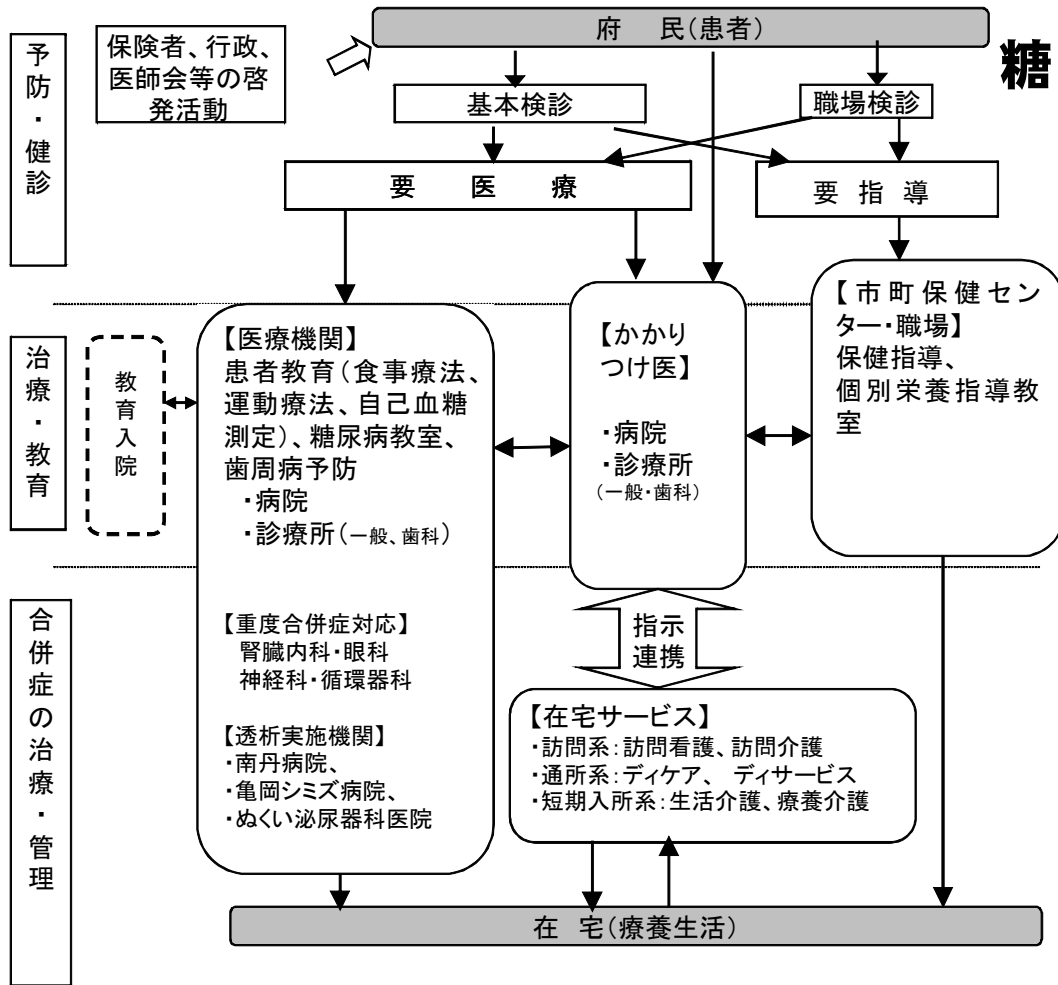 府 民(患者)
糖
予防・健診
保険者、行政、
医師会等の啓
発活動
基本検診
職場検診
要 医 療
要 指 導
治療・教育
教育入院
【医療機関】
患者教育(食事療法、
運動療法、自己血糖
測定)、糖尿病教室、
歯周病予防
・病院
・診療所(一般、歯科)
【かかり
つけ医】
・病院
・診療所
(一般・歯科)
【市町保健セン
ター・職場】
保健指導、
個別栄養指導教
室
合併症の治療・管理
【重度合併症対応】
腎臓内科・眼科
神経科・循環器科
【透析実施機関】
・南丹病院、
・亀岡シミズ病院、
・ぬくい泌尿器科医院
指示
連携
【在宅サービス】
・訪問系:訪問看護、訪問介護
・通所系:ディケア、 ディサービス
・短期入所系:生活介護、療養介護
在 宅(療養生活)